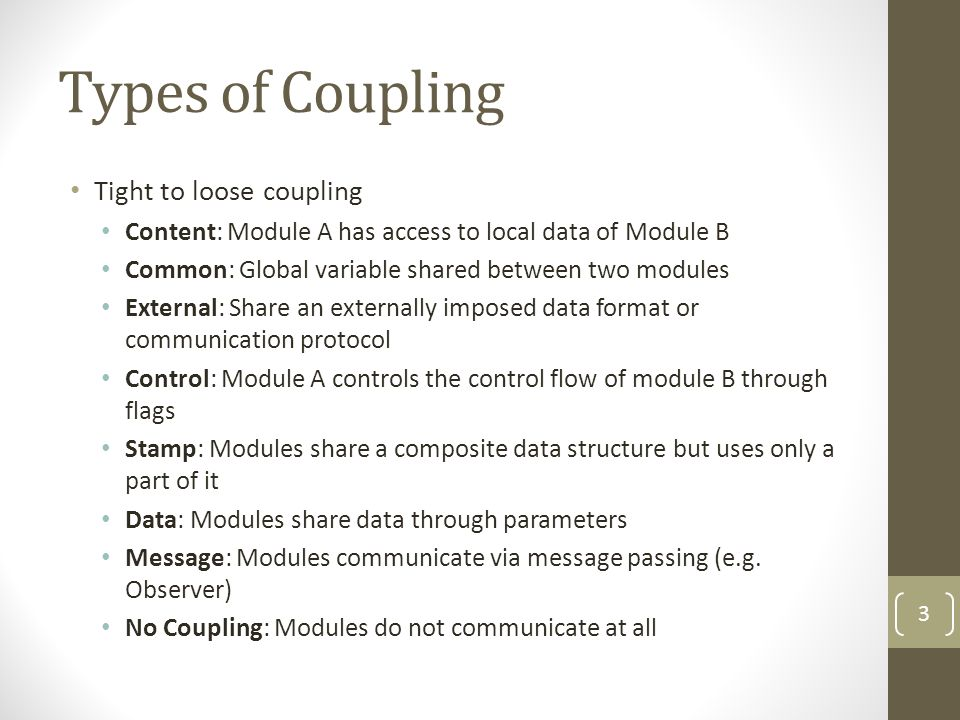 Types of Coupling
• Tight to loose coupling
• Content: Module A has access to local data of Module B
• Common: Global variable shared between two modules
• External: Share an externally imposed data format or
communication protocol
• Control: Module A controls the control flow of module B through
flags
• Stamp: Modules share a composite data structure but uses only a
part of it
• Data: Modules share data through parameters
• Message: Modules communicate via message passing (e.g.
Observer)
• No Coupling: Modules do not communicate at all
3